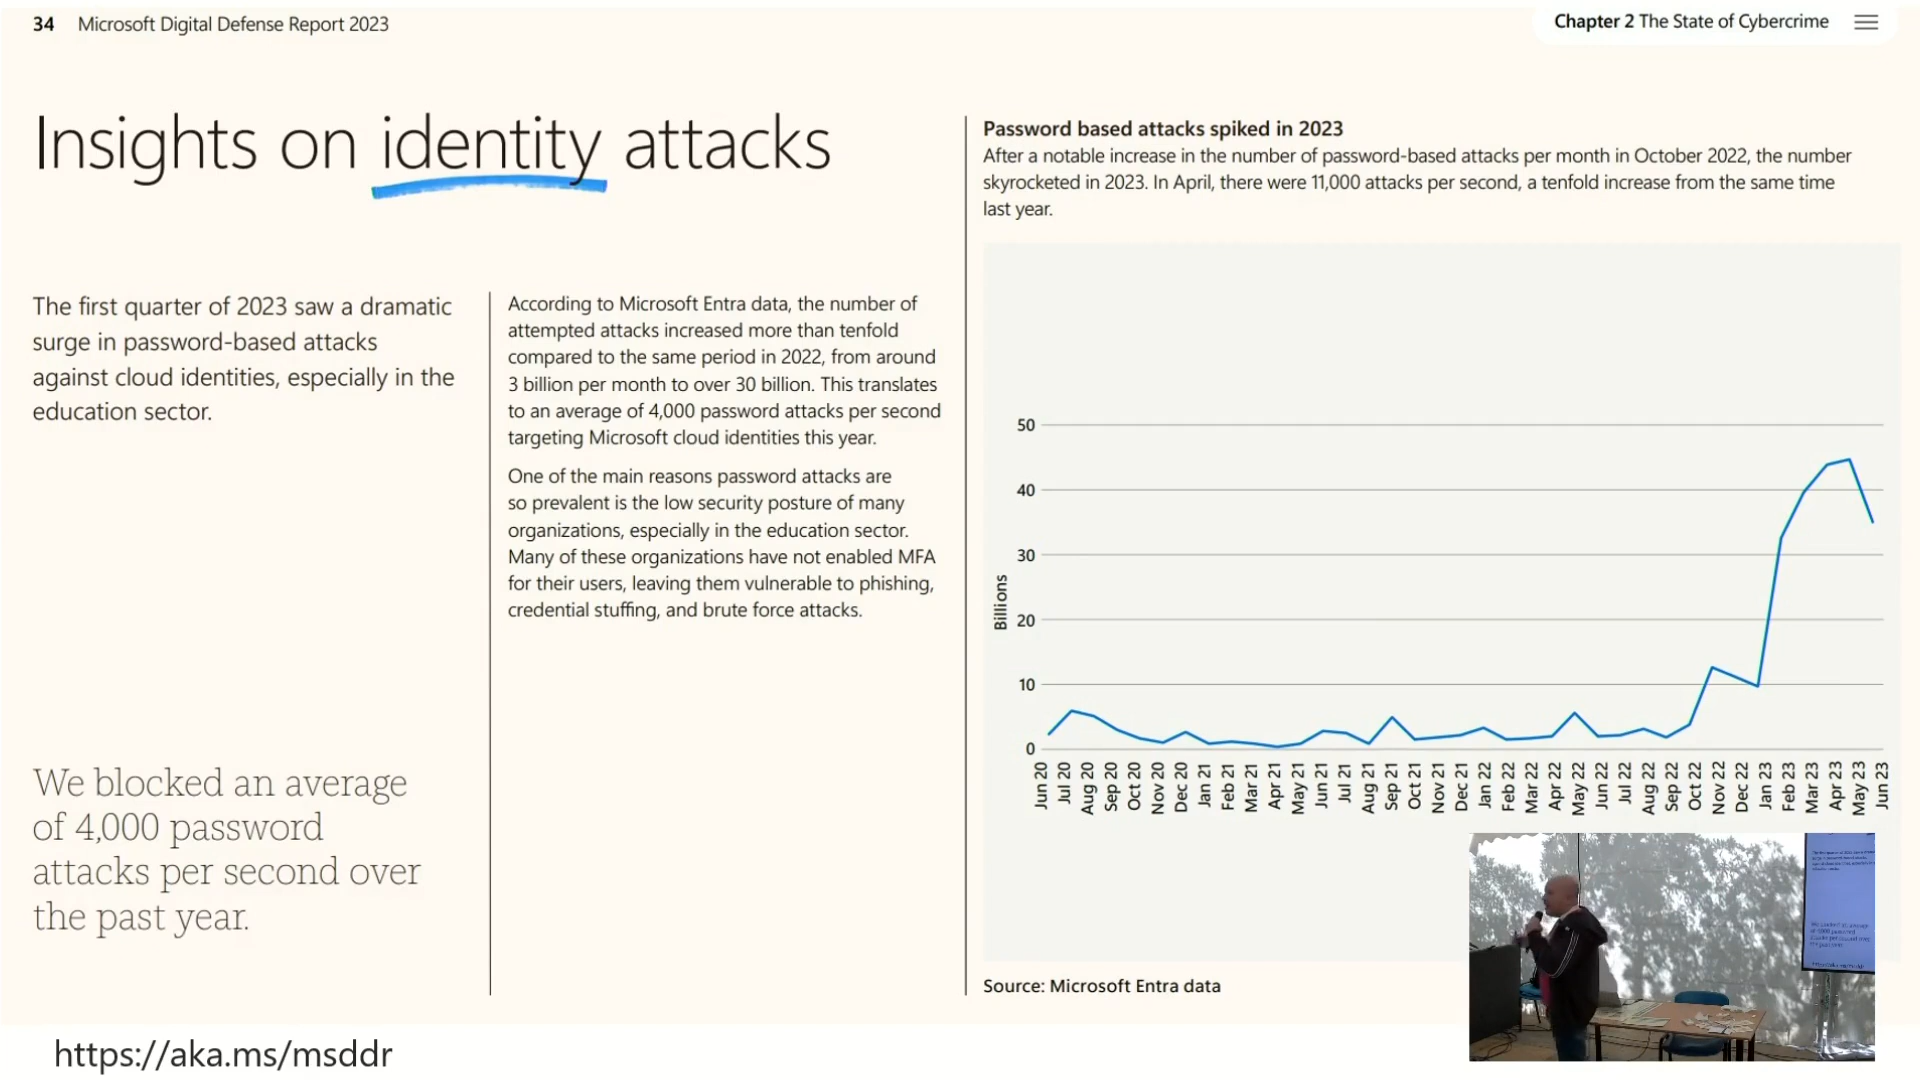 34 Microsoft Digital Defense Report 2023
Chapter 2 The State of Cybercrime
Insights on identity attacks
The first quarter of 2023 saw a dramatic
surge in password-based attacks
against cloud identities, especially in the
education sector.
We blocked an average
of 4,000 password
attacks per second over
the past year.
According to Microsoft Entra data, the number of
attempted attacks increased more than tenfold
compared to the same period in 2022, from around
3 billion per month to over 30 billion. This translates
to an average of 4,000 password attacks per second
targeting Microsoft cloud identities this year.
One of the main reasons password attacks are
so prevalent is the low security posture of many
organizations, especially in the education sector.
Many of these organizations have not enabled MFA
for their users, leaving them vulnerable to phishing,
credential stuffing, and brute force attacks.
Password based attacks spiked in 2023
After a notable increase in the number of password-based attacks per month in October 2022, the number
skyrocketed in 2023. In April, there were 11,000 attacks per second, a tenfold increase from the same time
last year.
Billions
50
40
30
20
10
0
Jun 20
Jul 20
Aug 20
Sep 20
Oct 20
Nov 20
Dec 20
Jan 21
Feb 21
Mar 21
Apr 21
May 21
Jun 21
Jul 21
Aug 21
Sep 21
Oct 21
Nov 21
Dec 21
Jan 22
Feb 22
Mar 22
Apr 22
May 22
Jun 22
Jul 22
Aug 22
Sep 22
Oct 22
Nov 22
Dec 22
Jan 23
Feb 23
Mar 23
Apr 23
May 23
Jun 23
Source: Microsoft Entra data
https://aka.ms/msddr